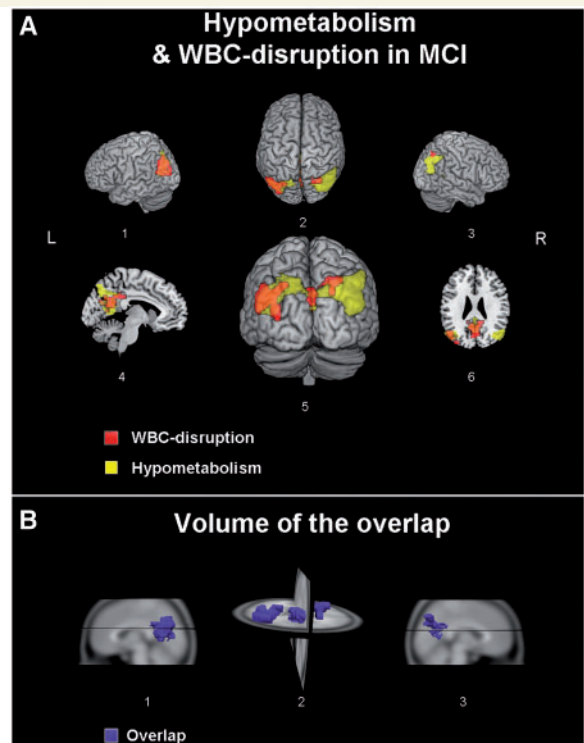 A
Hypometabolism
& WBC-disruption in MCI
L
R
1
2
3
4
5
6
WBC-disruption
Hypometabolism
B
Volume of the overlap
1
2
3
Overlap